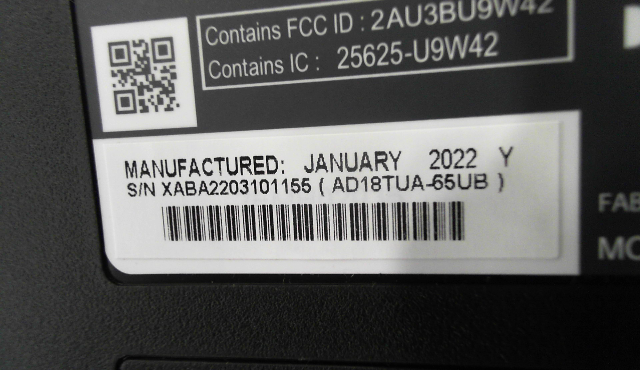 Contains FCC ID : 2AU3BU9W42
Contains IC : 25625-U9W42
MANUFACTURED: JANUARY 2022 Y
S/N XABA2203101155 ( AD18TUA-65UB )